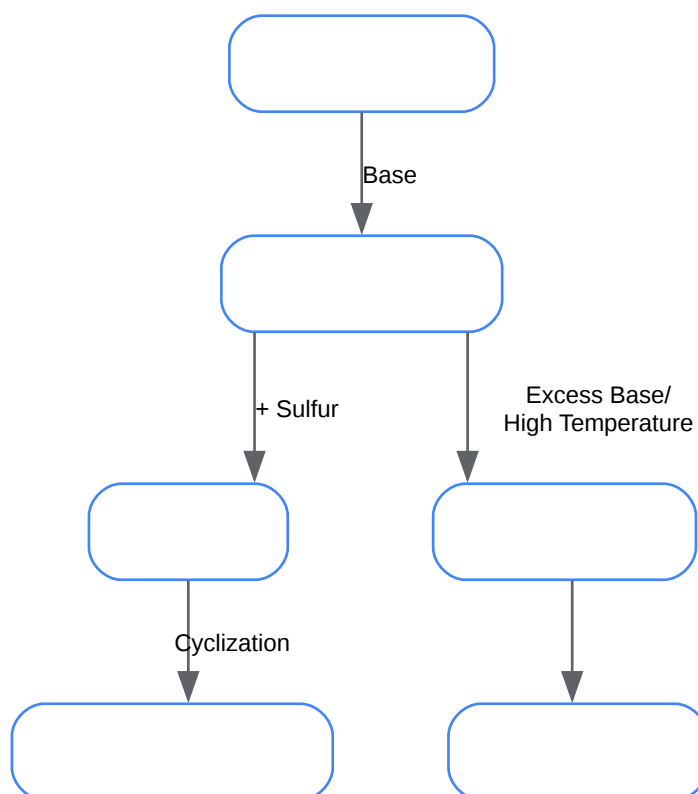 Base
+ Sulfur
Excess Base/
High Temperature
Cyclization